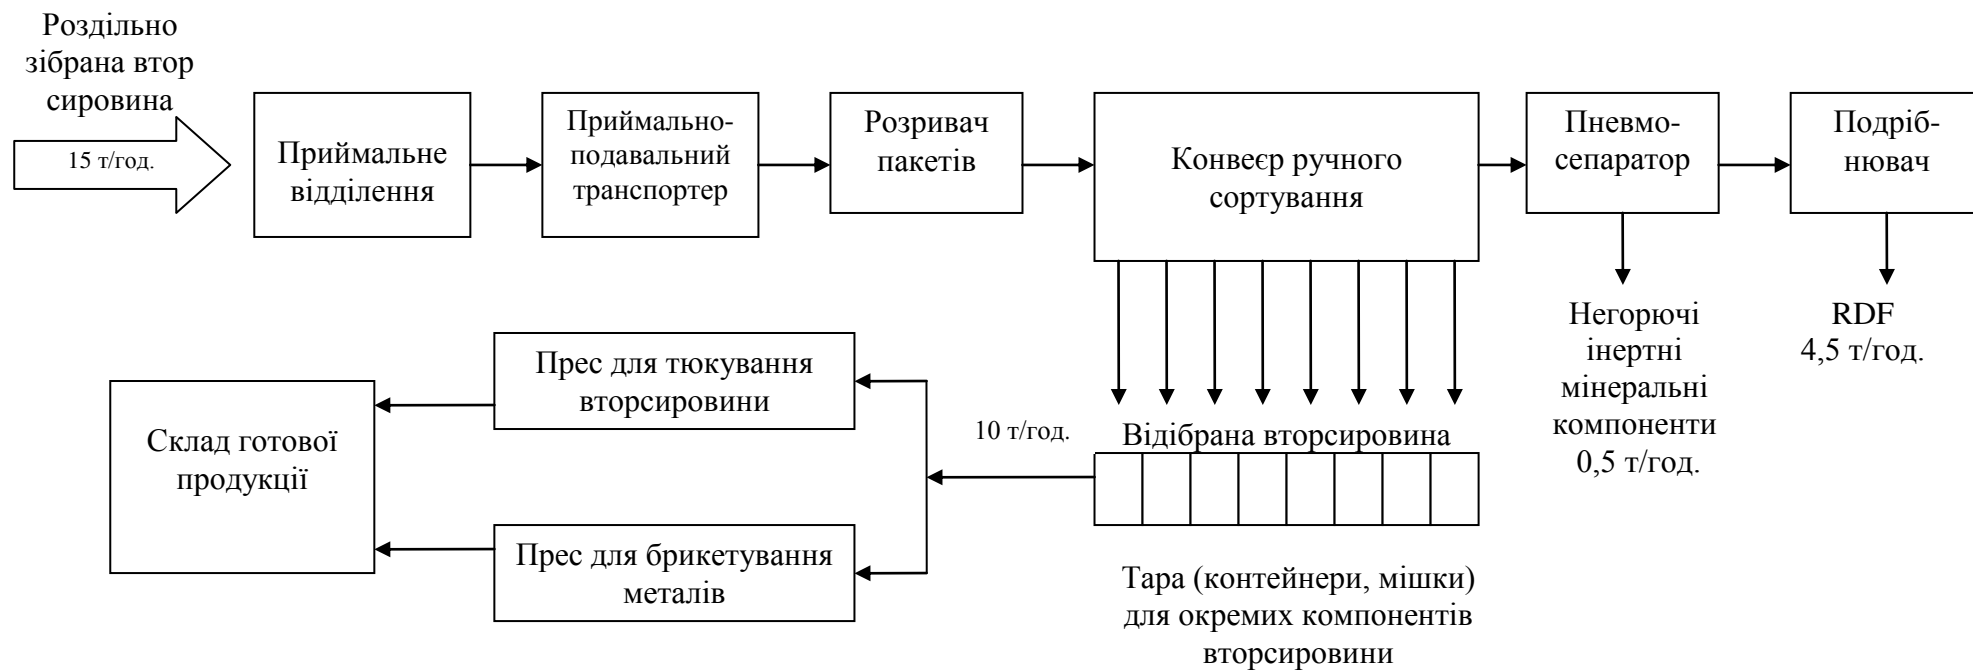 Роздільно
зібрана втор
сировина
15 т/год.
Приймальне
відділення
Приймально-
подавальний
транспортер
Розривач
пакетів
Конвеєр ручного
сортування
Пневмо-
сепаратор
Подріб-
нювач
Негорючі
інертні
мінеральні
компоненти
0,5 т/год.
RDF
4,5 т/год.
Відібрана вторсировина
10 т/год.
Прес для тюкування
вторсировини
Склад готової
продукції
Прес для брикетування
металів
Тара (контейнери, мішки)
для окремих компонентів
вторсировини